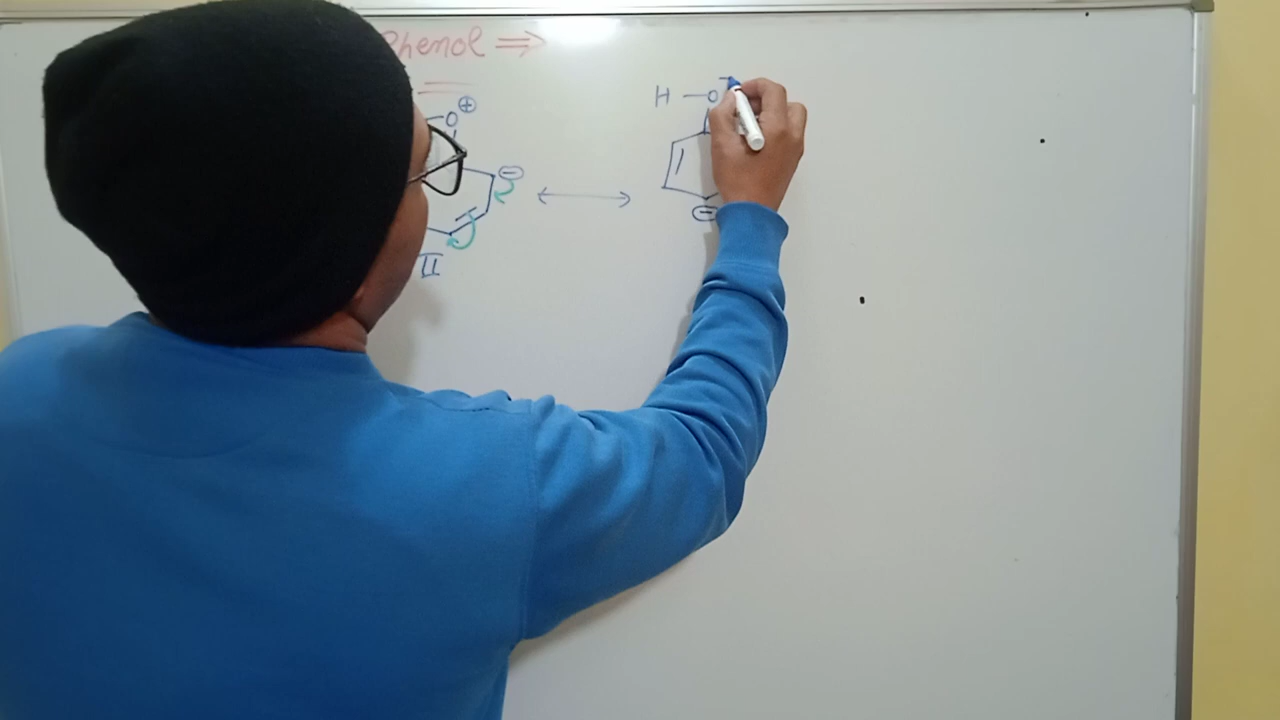 Phenol ⇒
H - O
O ⊕
⊖
⊖
II